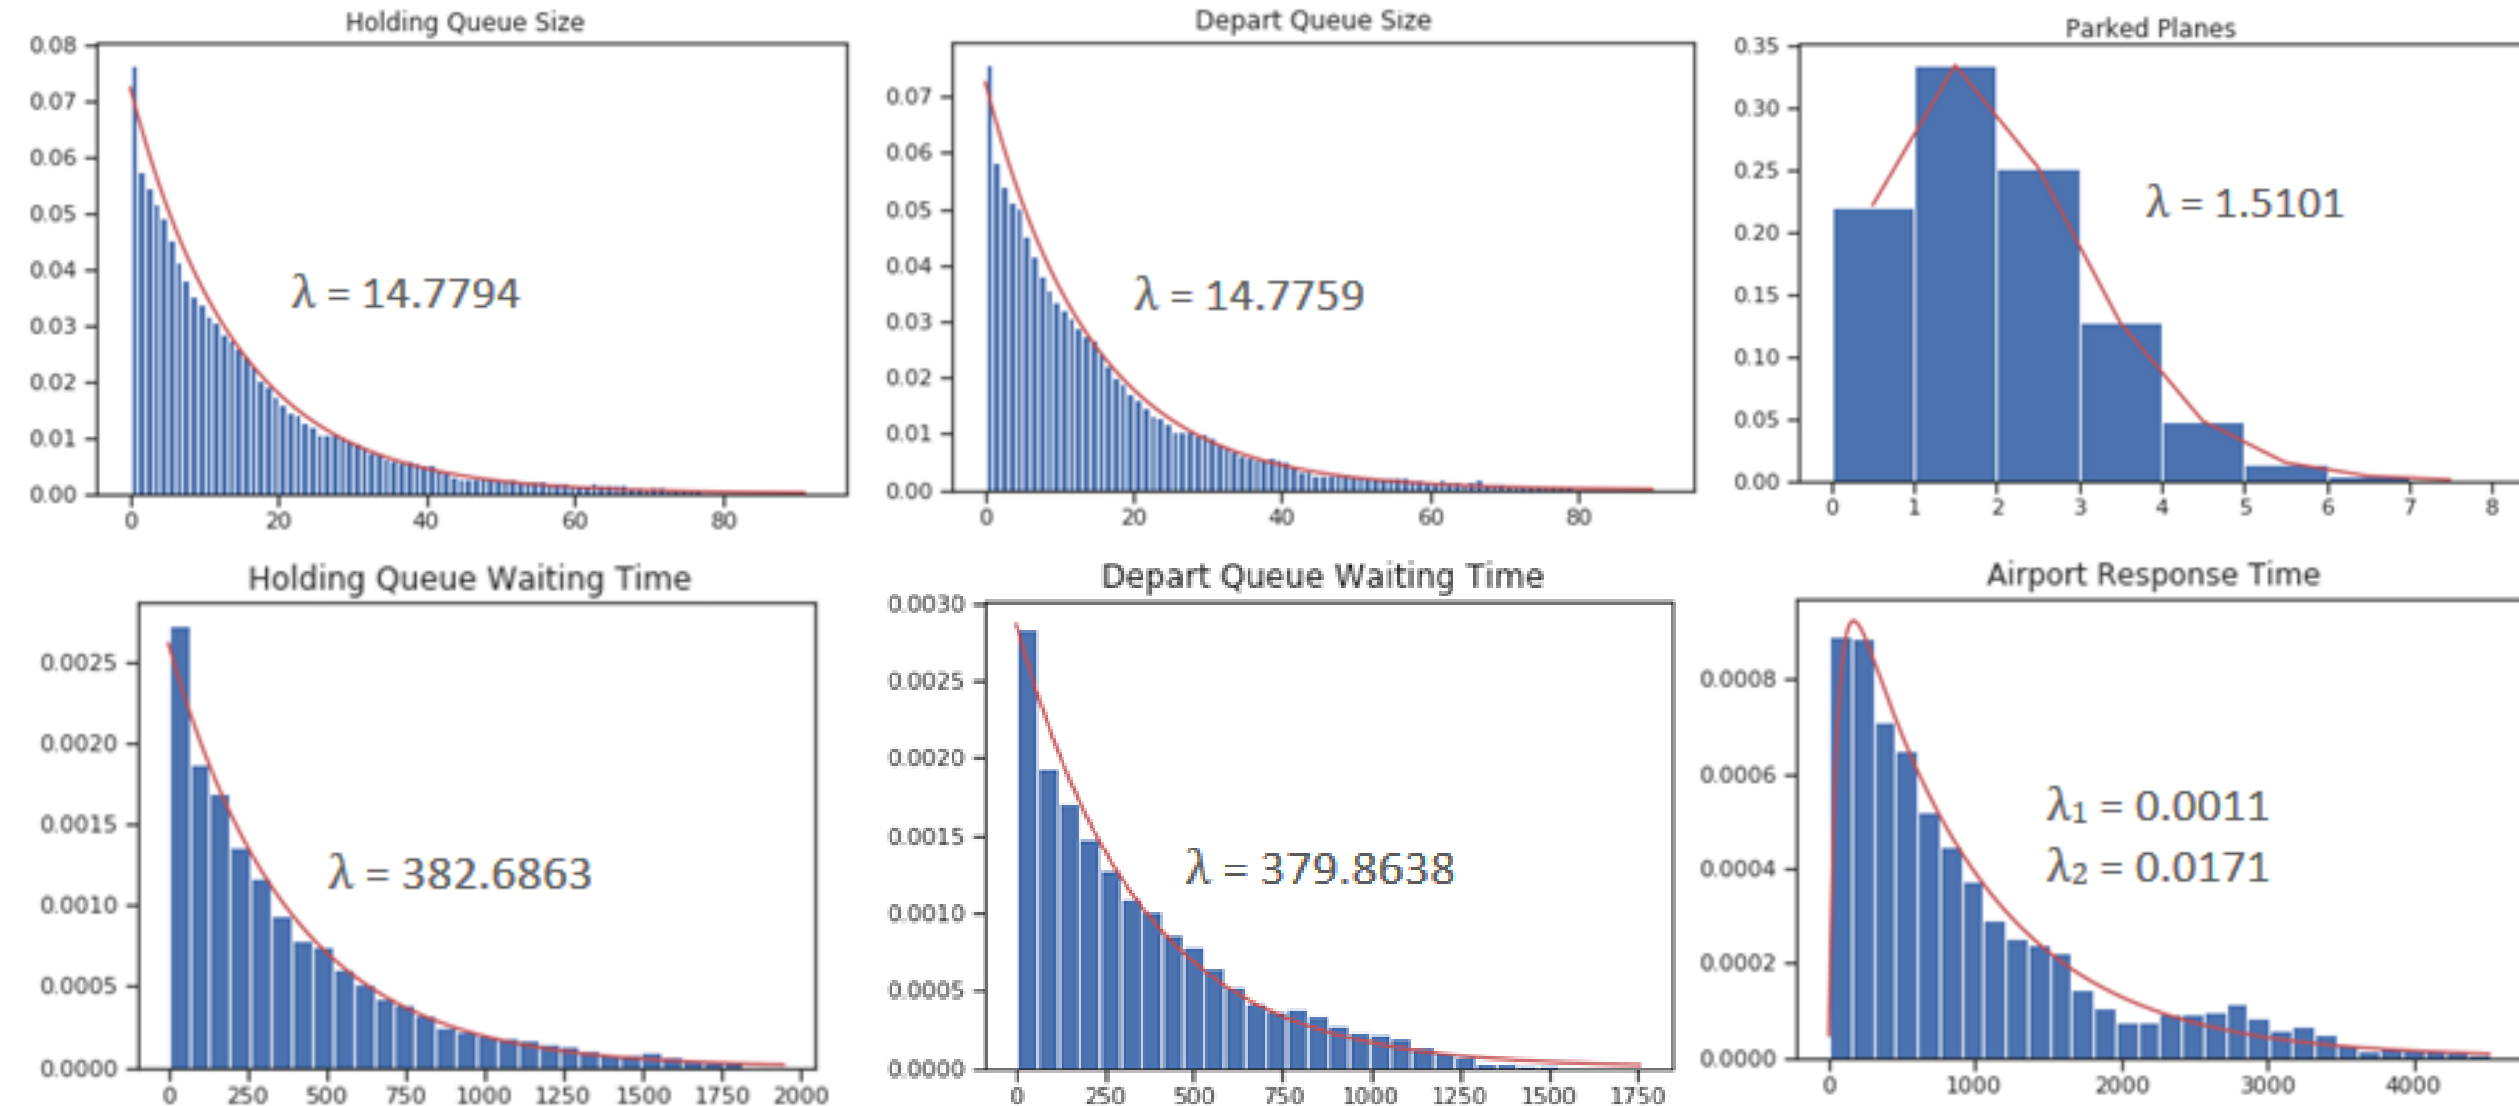 Holding Queue Size
0.08
0.07
0.06
0.05
0.04
0.03
0.02
0.01
0.00
λ = 14.7794
0 20 40 60 80
Depart Queue Size
0.07
0.06
0.05
0.04
0.03
0.02
0.01
0.00
λ = 14.7759
0 20 40 60 80
Parked Planes
0.35
0.30
0.25
0.20
0.15
0.10
0.05
0.00
λ = 1.5101
0 1 2 3 4 5 6 7 8
Holding Queue Waiting Time
0.0025
0.0020
0.0015
0.0010
0.0005
0.0000
λ = 382.6863
0 250 500 750 1000 1250 1500 1750 2000
Depart Queue Waiting Time
0.0030
0.0025
0.0020
0.0015
0.0010
0.0005
0.0000
λ = 379.8638
0 250 500 750 1000 1250 1500 1750
Airport Response Time
0.0008
0.0006
0.0004
0.0002
0.0000
λ₁ = 0.0011
λ₂ = 0.0171
0 1000 2000 3000 4000